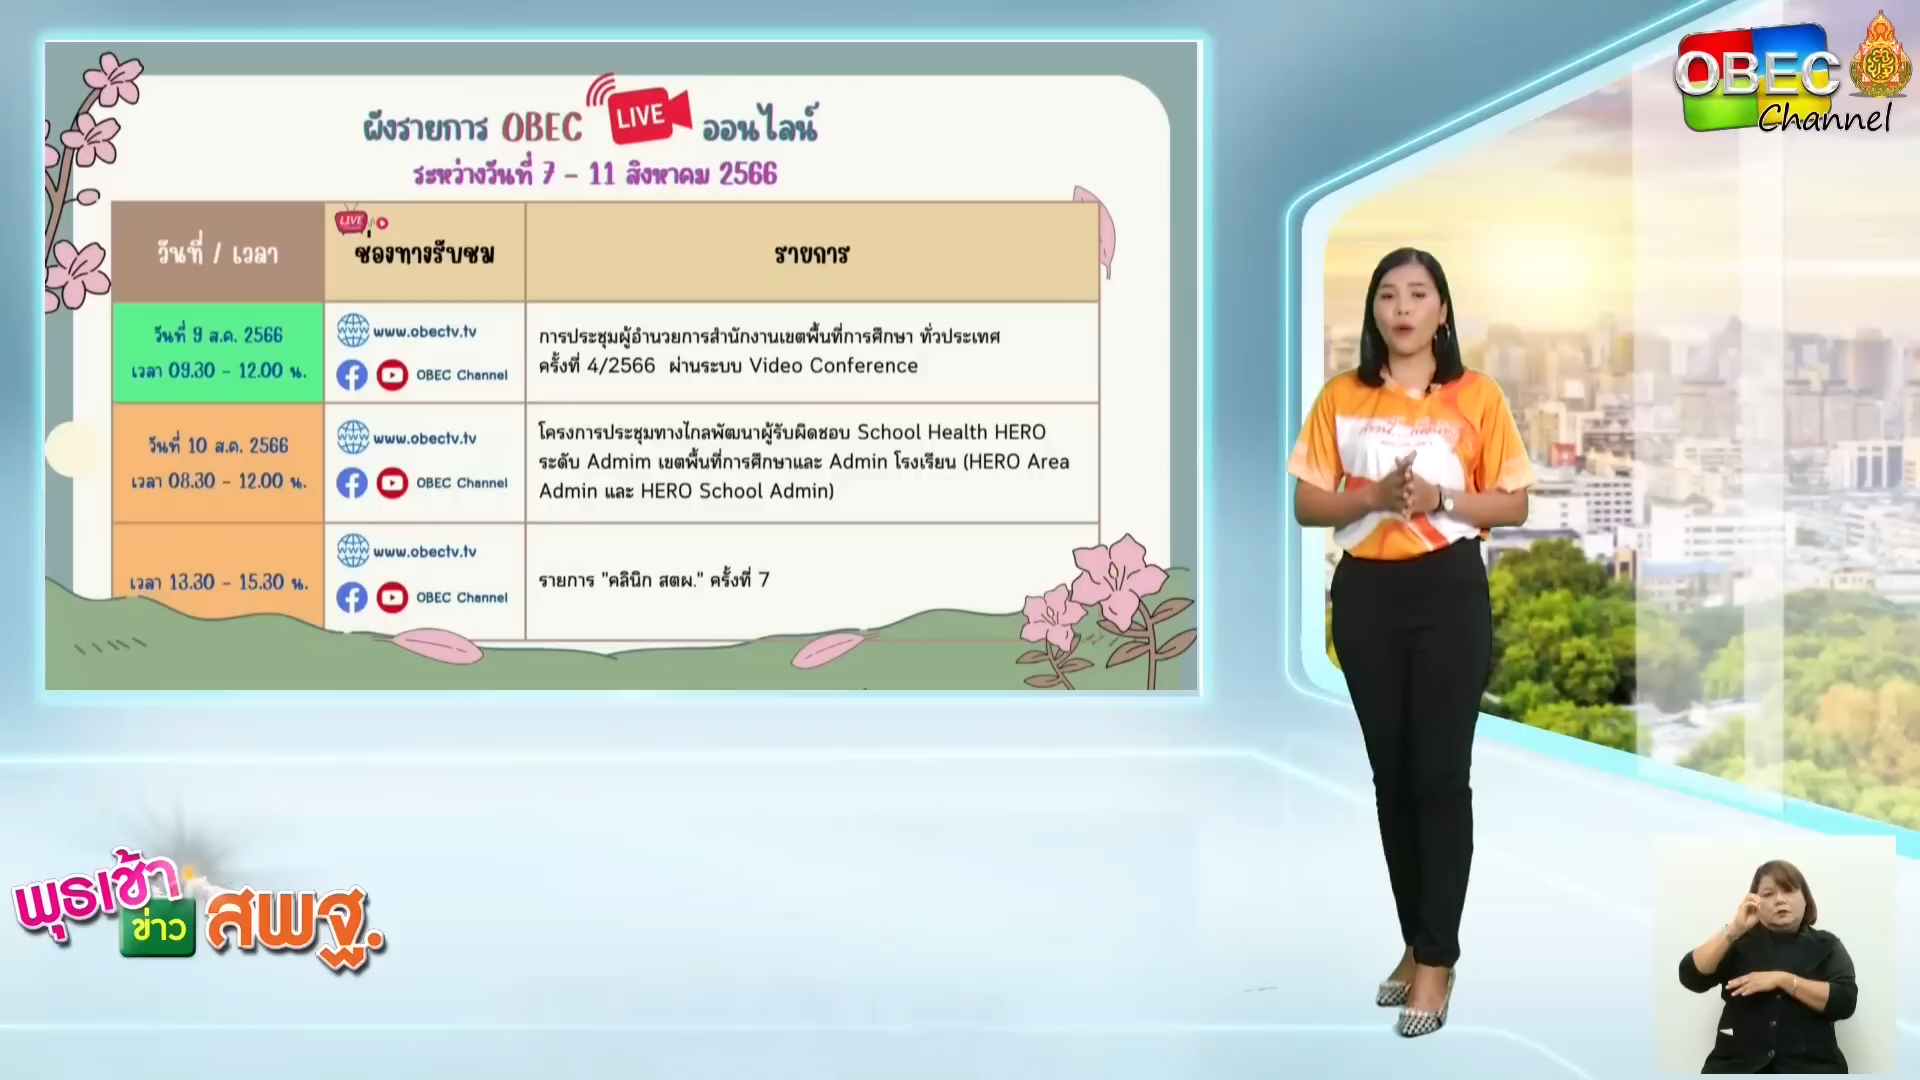 ผังรายการ OBEC LIVE ออนไลน์
ระหว่างวันที่ 7 - 11 สิงหาคม 2566
วันที่ / เวลา
LIVE
ช่องทางรับชม
รายการ
วันที่ 9 ส.ค. 2566
เวลา 09.30 - 12.00 น.
www.obectv.tv
OBEC Channel
การประชุมผู้อำนวยการสำนักงานเขตพื้นที่การศึกษา ทั่วประเทศ
ครั้งที่ 4/2566 ผ่านระบบ Video Conference
วันที่ 10 ส.ค. 2566
เวลา 08.30 - 12.00 น.
www.obectv.tv
OBEC Channel
โครงการประชุมทางไกลพัฒนาผู้รับผิดชอบ School Health HERO
ระดับ Admim เขตพื้นที่การศึกษาและ Admin โรงเรียน (HERO Area
Admin และ HERO School Admin)
เวลา 13.30 - 15.30 น.
www.obectv.tv
OBEC Channel
รายการ "คลินิก สตผ." ครั้งที่ 7
OBEC
Channel
พุธเช้า
ข่าว
สพฐ.